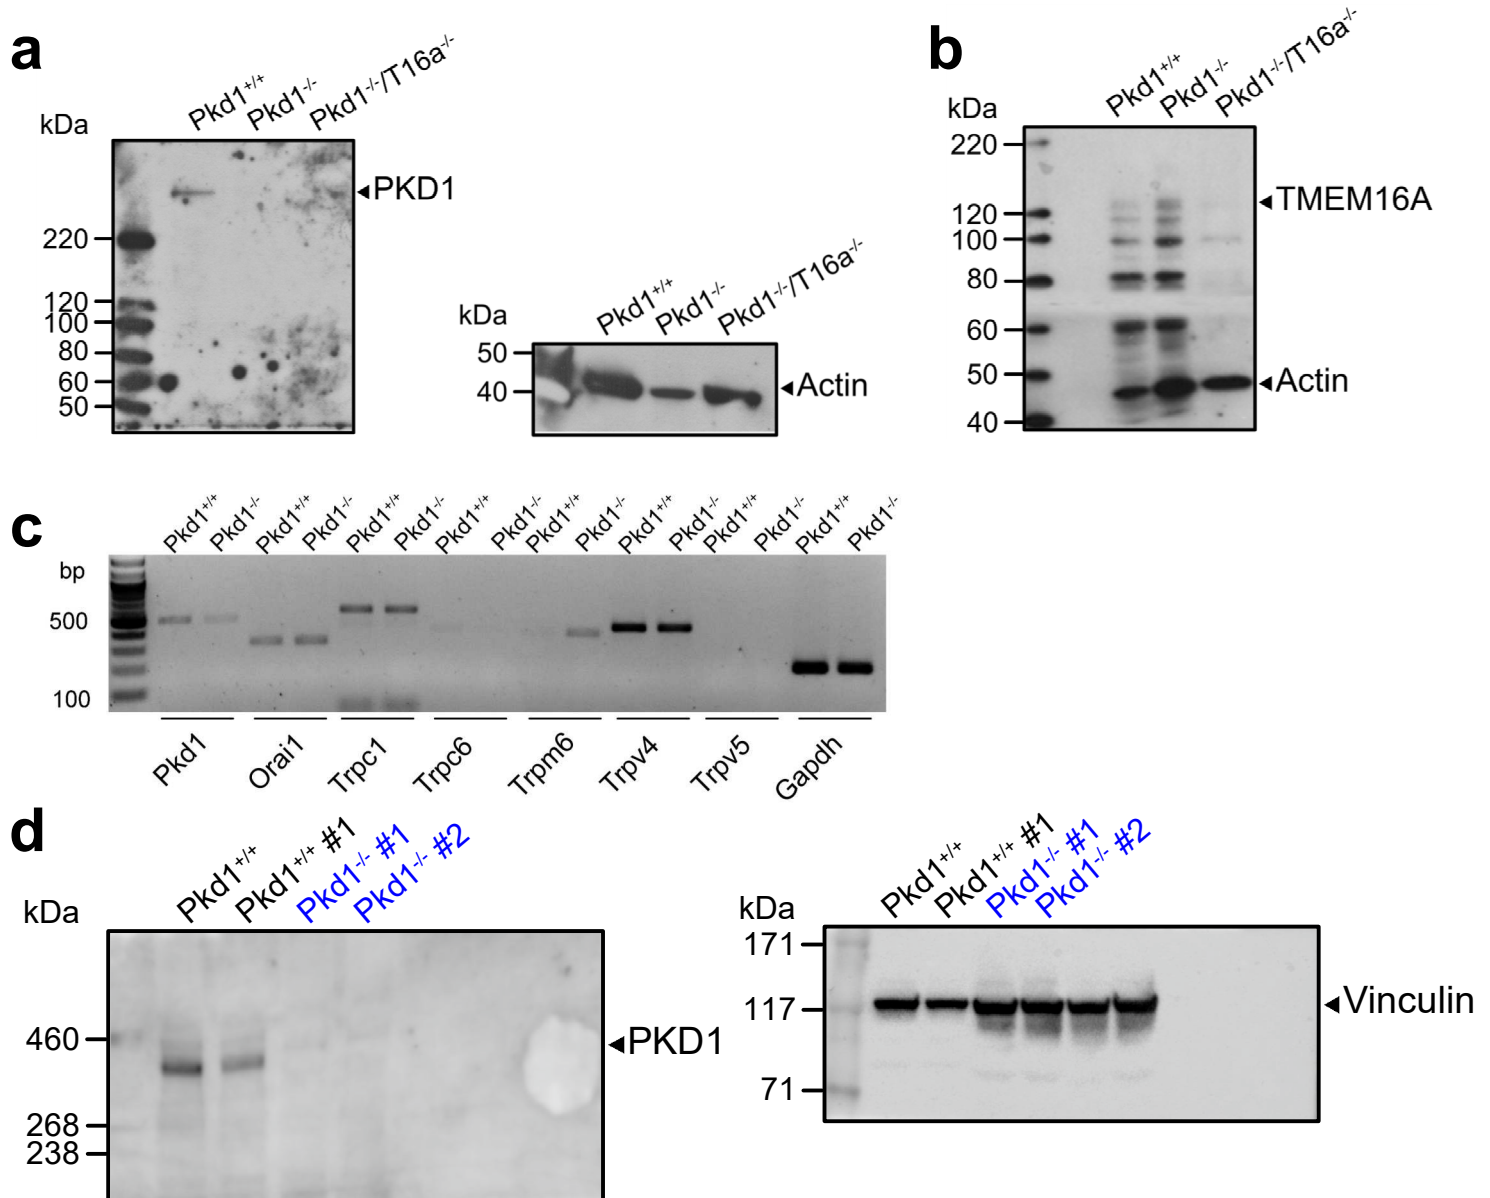 a
kDa
Pkd1+/+
Pkd1-/-
Pkd1-/-/T16a-/-
220
120
100
80
60
50
◄PKD1
kDa
Pkd1+/+
Pkd1-/-
Pkd1-/-/T16a-/-
50
40
◄Actin
b
kDa
Pkd1+/+
Pkd1-/-
Pkd1-/-/T16a-/-
220
120
100
80
60
50
40
◄TMEM16A
◄Actin
c
Pkd1+/+ Pkd1-/- Pkd1+/+ Pkd1-/- Pkd1+/+ Pkd1-/- Pkd1+/+ Pkd1-/- Pkd1+/+ Pkd1-/- Pkd1+/+ Pkd1-/- Pkd1+/+ Pkd1-/- Pkd1+/+ Pkd1-/-
bp
500
100
Pkd1 Orai1 Trpc1 Trpc6 Trpm6 Trpv4 Trpv5 Gapdh
d
kDa
Pkd1+/+
Pkd1+/+ #1
Pkd1-/- #1
Pkd1-/- #2
460
268
238
◄PKD1
kDa
Pkd1+/+
Pkd1+/+ #1
Pkd1-/- #1
Pkd1-/- #2
171
117
71
◄Vinculin